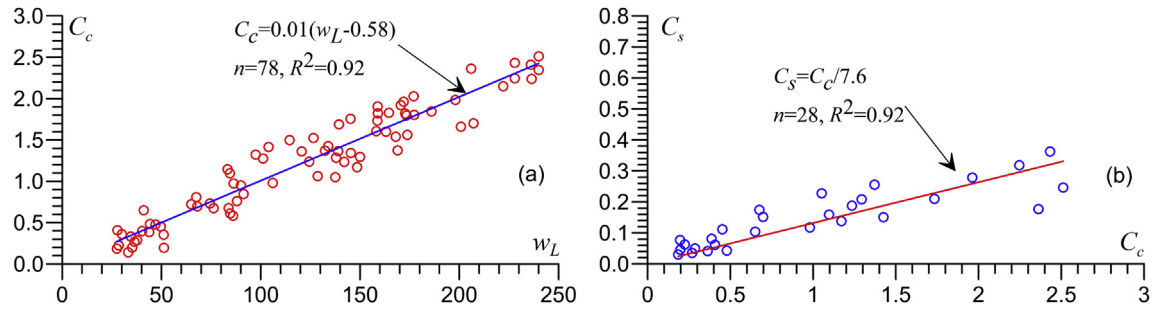 3.0
C_c
2.5
2.0
1.5
1.0
0.5
0.0
C_c=0.01(w_L-0.58)
n=78, R²=0.92
(a)
w_L
0 50 100 150 200 250
0.8
C_s
0.7
0.6
0.5
0.4
0.3
0.2
0.1
0.0
C_s=C_c/7.6
n=28, R²=0.92
(b)
C_c
0 0.5 1 1.5 2 2.5 3